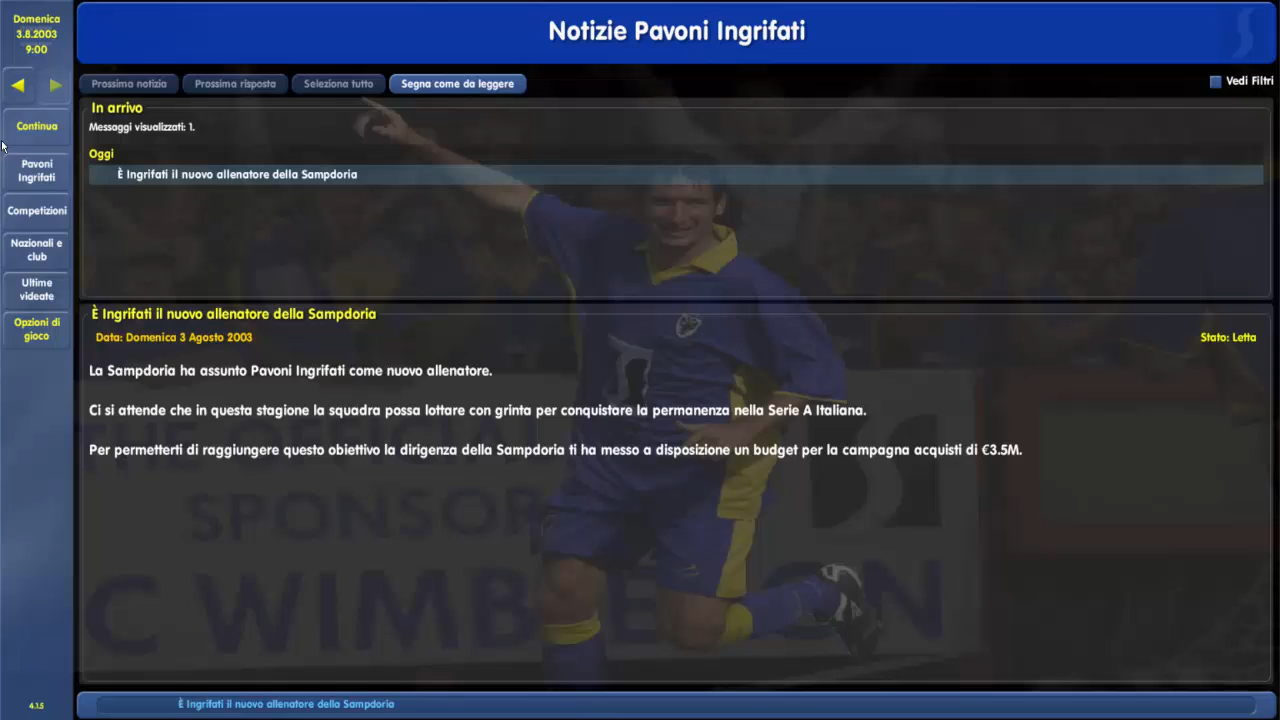 Domenica
3.8.2003
9:00
Notizie Pavoni Ingrifati
Prossima notizia
Prossima risposta
Seleziona tutto
Segna come da leggere
Vedi Filtri
Continua
Pavoni
Ingrifati
Competizioni
Nazionali e
club
Ultime
videate
Opzioni di
gioco
4.1.5
In arrivo
Messaggi visualizzati: 1.
Oggi
È Ingrifati il nuovo allenatore della Sampdoria
È Ingrifati il nuovo allenatore della Sampdoria
Data: Domenica 3 Agosto 2003
Stato: Letta
La Sampdoria ha assunto Pavoni Ingrifati come nuovo allenatore.
Ci si attende che in questa stagione la squadra possa lottare con grinta per conquistare la permanenza nella Serie A Italiana.
Per permetterti di raggiungere questo obiettivo la dirigenza della Sampdoria ti ha messo a disposizione un budget per la campagna acquisti di €3.5M.
THE OFFICIAL
SPONSOR
È Ingrifati il nuovo allenatore della Sampdoria